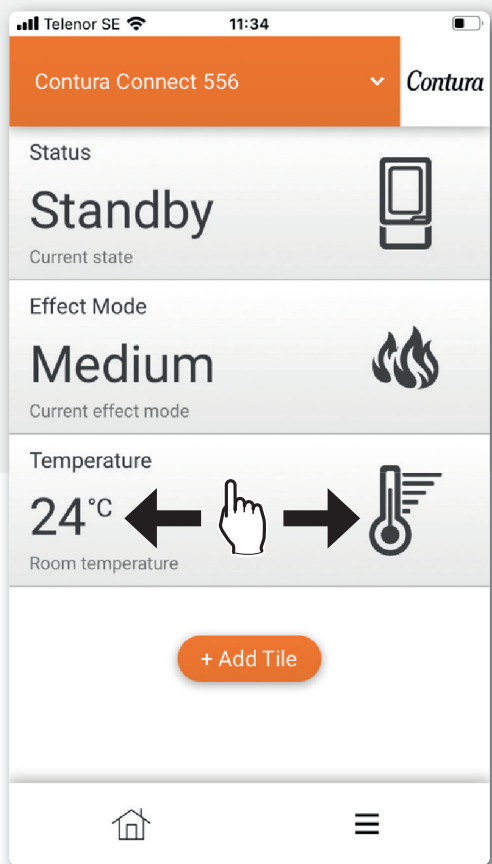 Telenor SE 11:34
Contura Connect 556
Contura
Status
Standby
Current state
Effect Mode
Medium
Current effect mode
Temperature
24°C
Room temperature
+ Add Tile